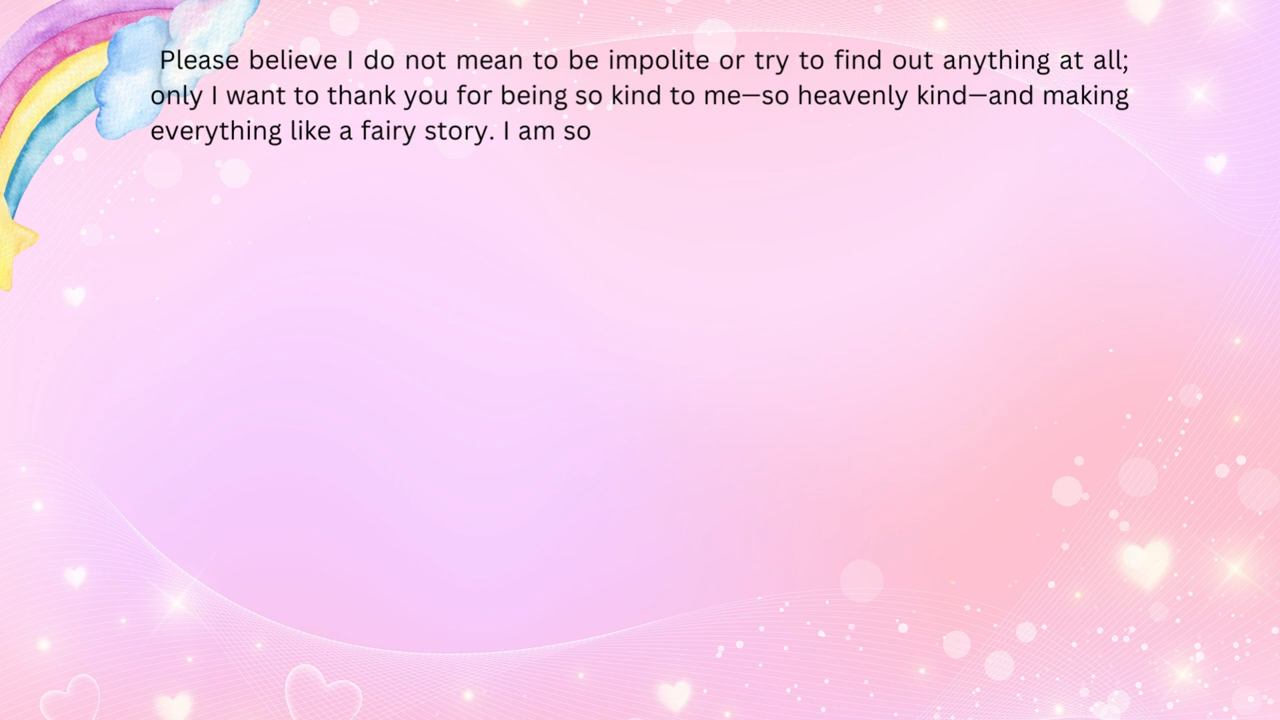 Please believe I do not mean to be impolite or try to find out anything at all;
only I want to thank you for being so kind to me—so heavenly kind—and making
everything like a fairy story. I am so